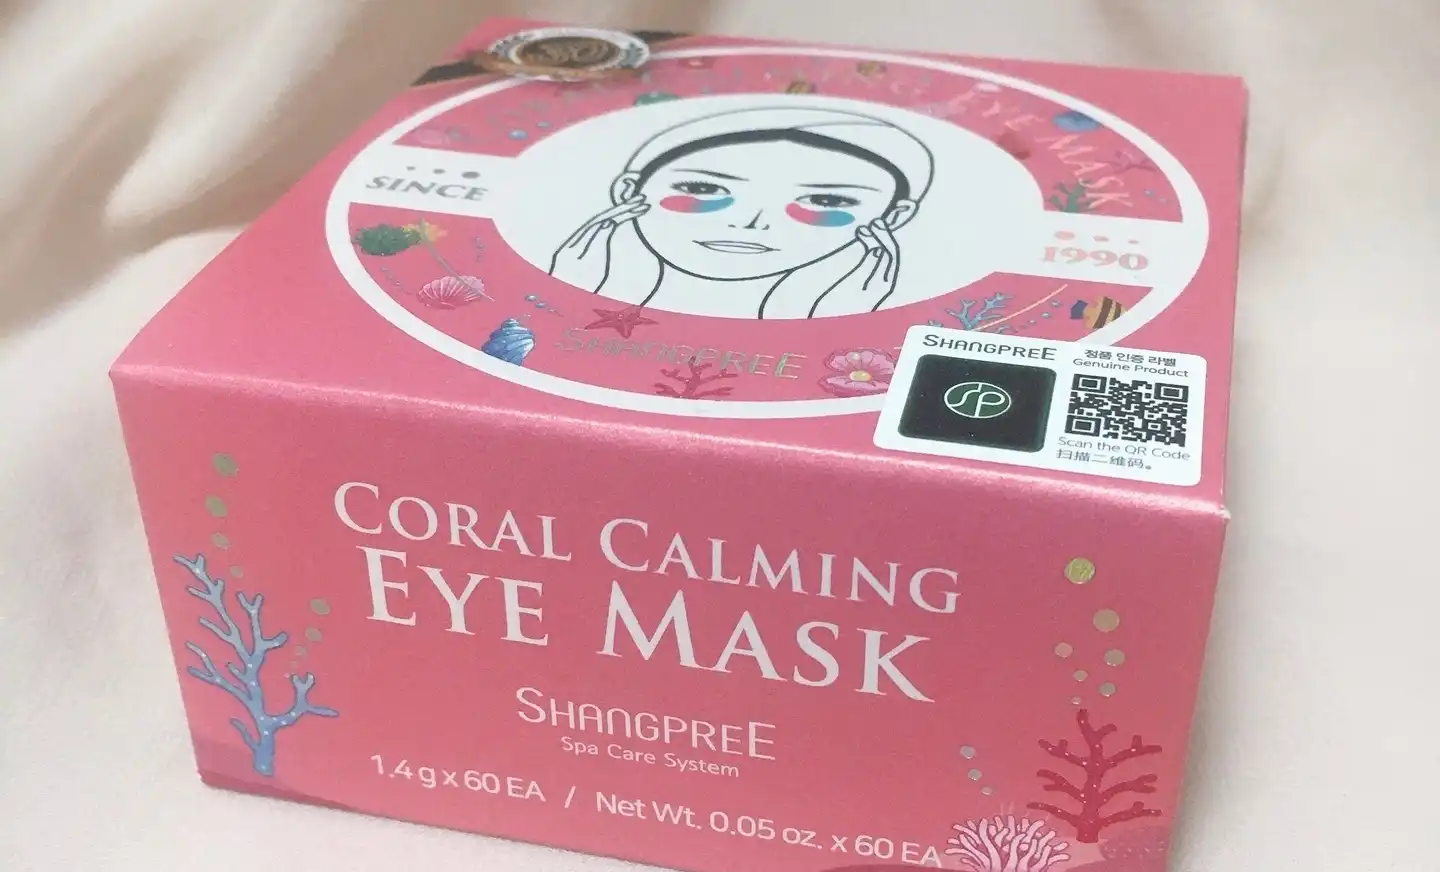 EYE MASK
SINCE
1990
SHANGPREE
SHANGPREE
정품 인증 라벨
Genuine Product
SP
Scan the QR Code
扫描二维码。
CORAL CALMING
EYE MASK
SHANGPREE
Spa Care System
1.4 g x 60 EA / Net Wt. 0.05 oz. x 60 EA